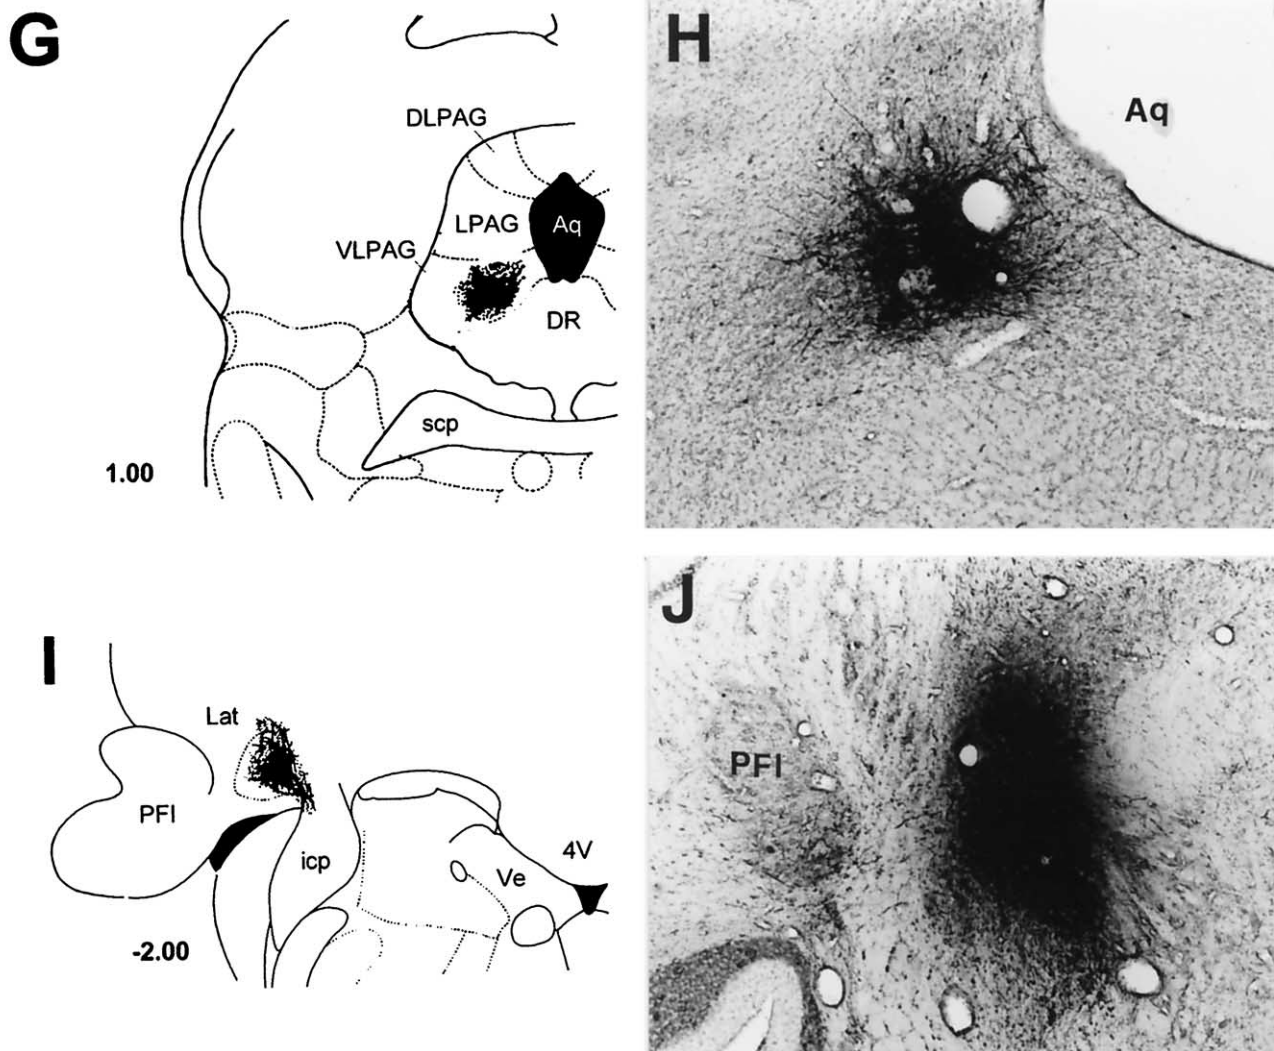 G
DLPAG
LPAG
Aq
VLPAG
DR
scp
1.00
H
Aq
I
Lat
PFl
icp
4V
Ve
-2.00
J
PFl